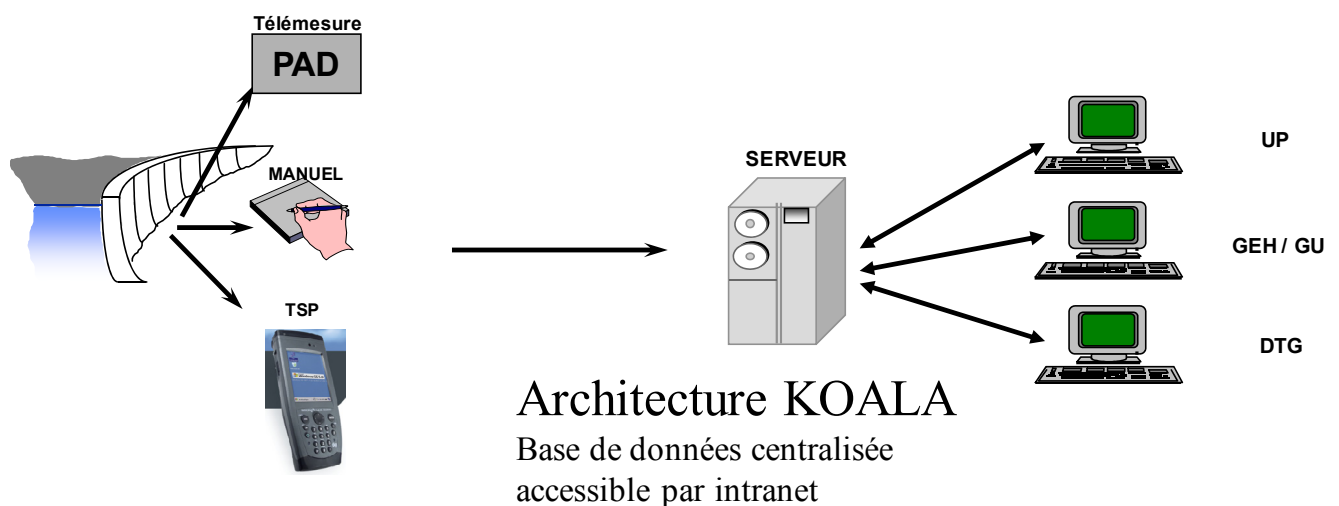 Télémesure
PAD
MANUEL
TSP
SERVEUR
UP
GEH / GU
DTG
Architecture KOALA
Base de données centralisée
accessible par intranet